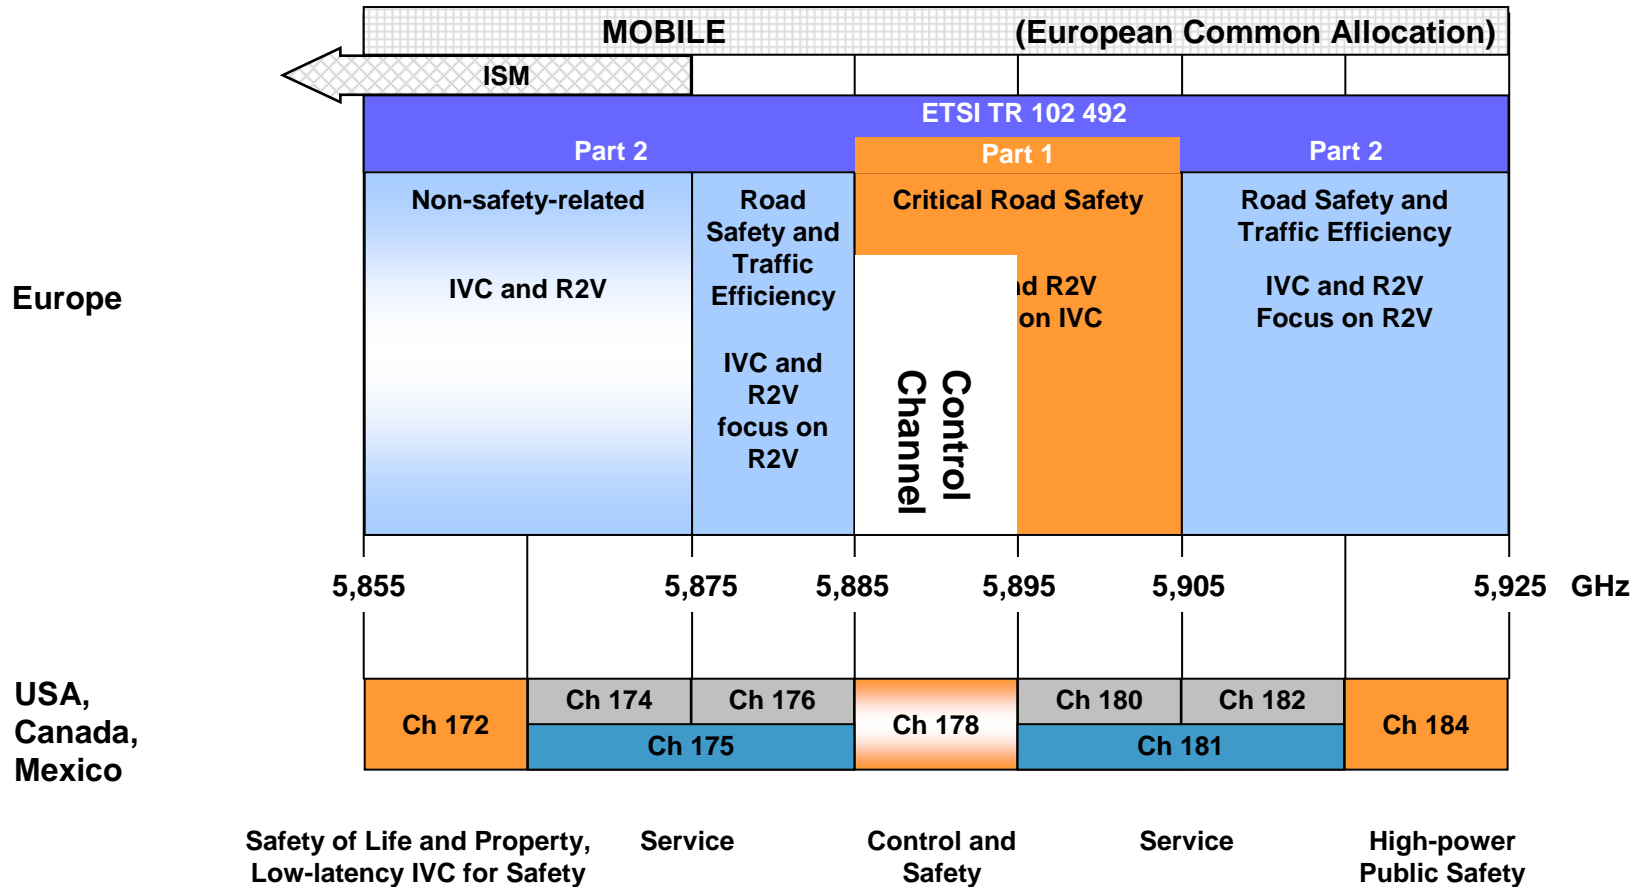 MOBILE (European Common Allocation)
ISM
ETSI TR 102 492
Part 2 Part 1 Part 2
Non-safety-related
IVC and R2V
Road
Safety and
Traffic
Efficiency
IVC and
R2V
focus on
R2V
Critical Road Safety
R2V
on IVC
Control
Channel
Road Safety and
Traffic Efficiency
IVC and R2V
Focus on R2V
Europe
5,855 5,875 5,885 5,895 5,905 5,925 GHz
USA,
Canada,
Mexico
Ch 172
Ch 174 Ch 176
Ch 175
Ch 178
Ch 180 Ch 182
Ch 181
Ch 184
Safety of Life and Property,
Low-latency IVC for Safety
Service
Control and
Safety
Service
High-power
Public Safety